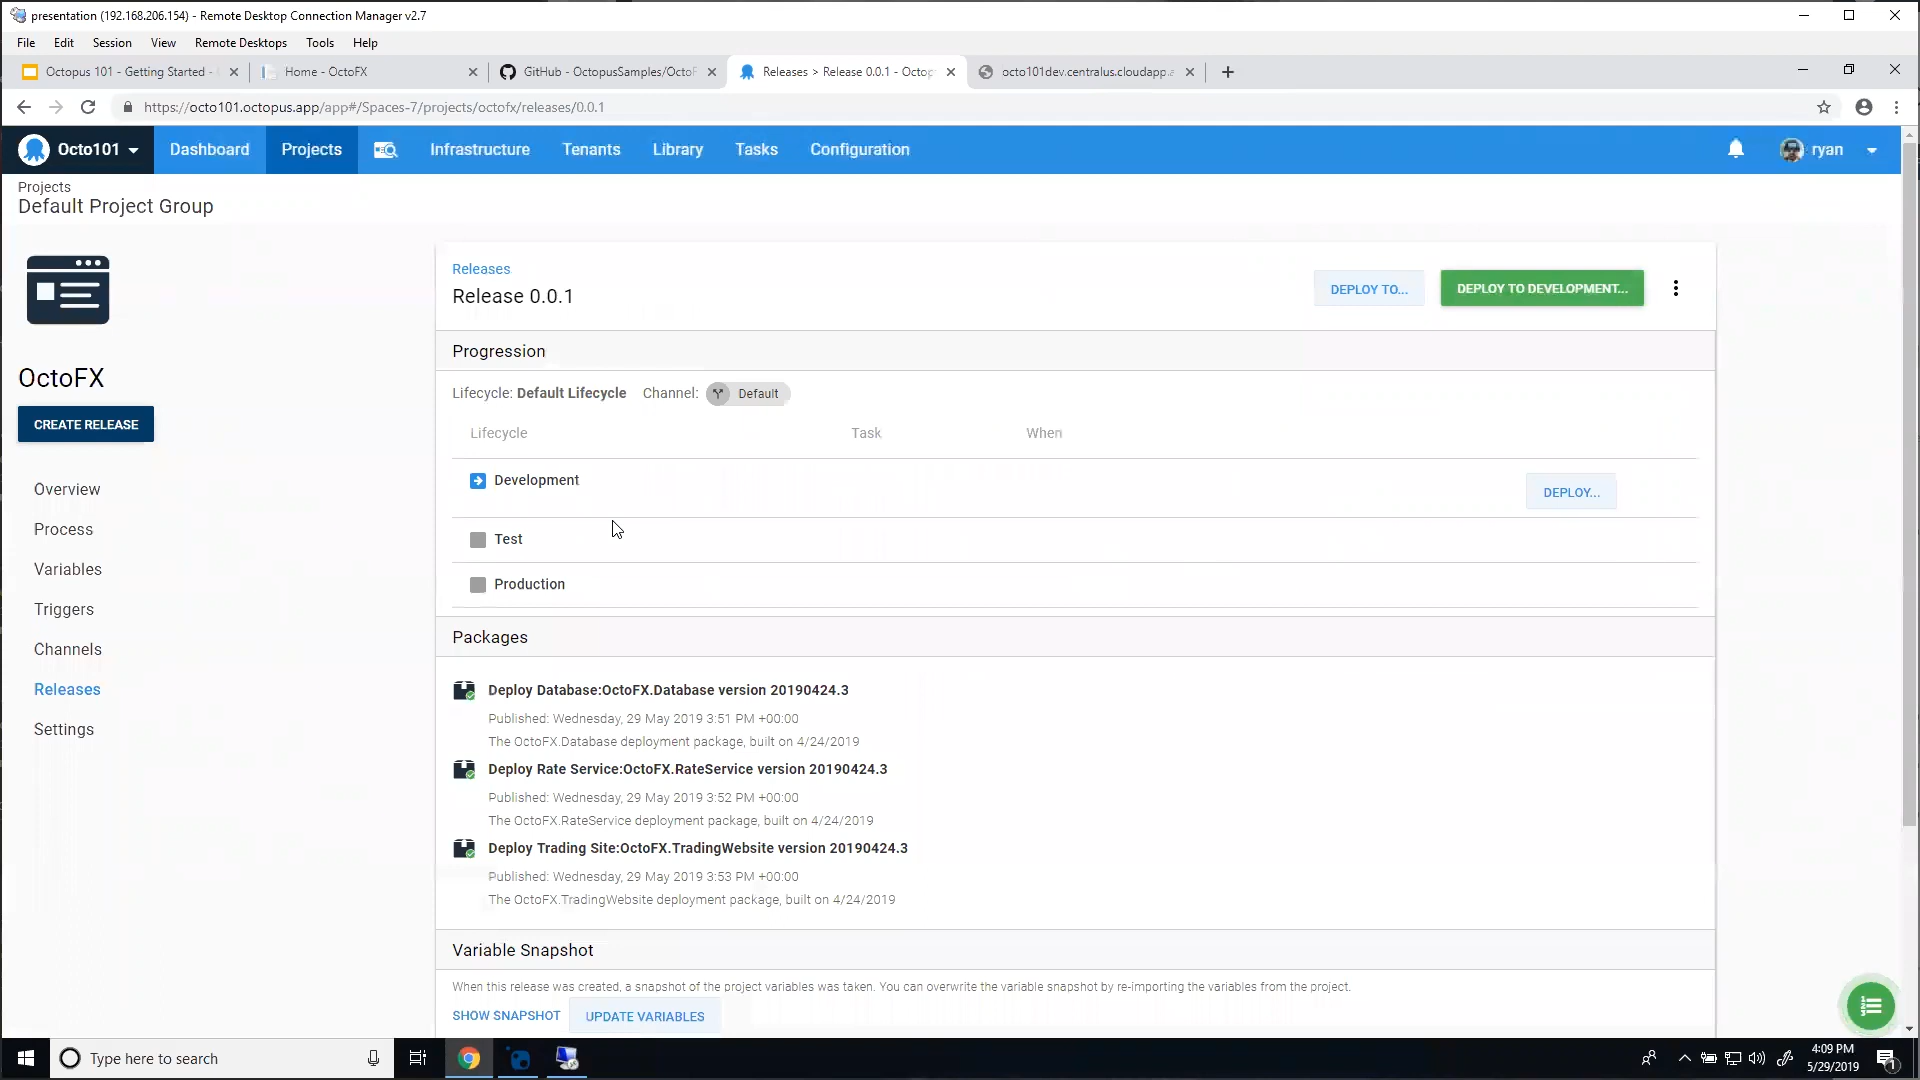 presentation (192.168.206.154) - Remote Desktop Connection Manager v2.7
File Edit Session View Remote Desktops Tools Help
Octopus 101 - Getting Started - Home - OctoFX GitHub - OctopusSamples/OctoF Releases > Release 0.0.1 - Octop octo101dev.centralus.cloudapp.a
https://octo101.octopus.app/app#/Spaces-7/projects/octofx/releases/0.0.1
Octo101 Dashboard Projects Infrastructure Tenants Library Tasks Configuration ryan
Projects
Default Project Group
OctoFX
CREATE RELEASE
Overview
Process
Variables
Triggers
Channels
Releases
Settings
Releases
Release 0.0.1
DEPLOY TO... DEPLOY TO DEVELOPMENT...
Progression
Lifecycle: Default Lifecycle Channel: Default
Lifecycle Task When
Development DEPLOY...
Test
Production
Packages
Deploy Database:OctoFX.Database version 20190424.3
Published: Wednesday, 29 May 2019 3:51 PM +00:00
The OctoFX.Database deployment package, built on 4/24/2019
Deploy Rate Service:OctoFX.RateService version 20190424.3
Published: Wednesday, 29 May 2019 3:52 PM +00:00
The OctoFX.RateService deployment package, built on 4/24/2019
Deploy Trading Site:OctoFX.TradingWebsite version 20190424.3
Published: Wednesday, 29 May 2019 3:53 PM +00:00
The OctoFX.TradingWebsite deployment package, built on 4/24/2019
Variable Snapshot
When this release was created, a snapshot of the project variables was taken. You can overwrite the variable snapshot by re-importing the variables from the project.
SHOW SNAPSHOT UPDATE VARIABLES
Type here to search
4:09 PM
5/29/2019
1